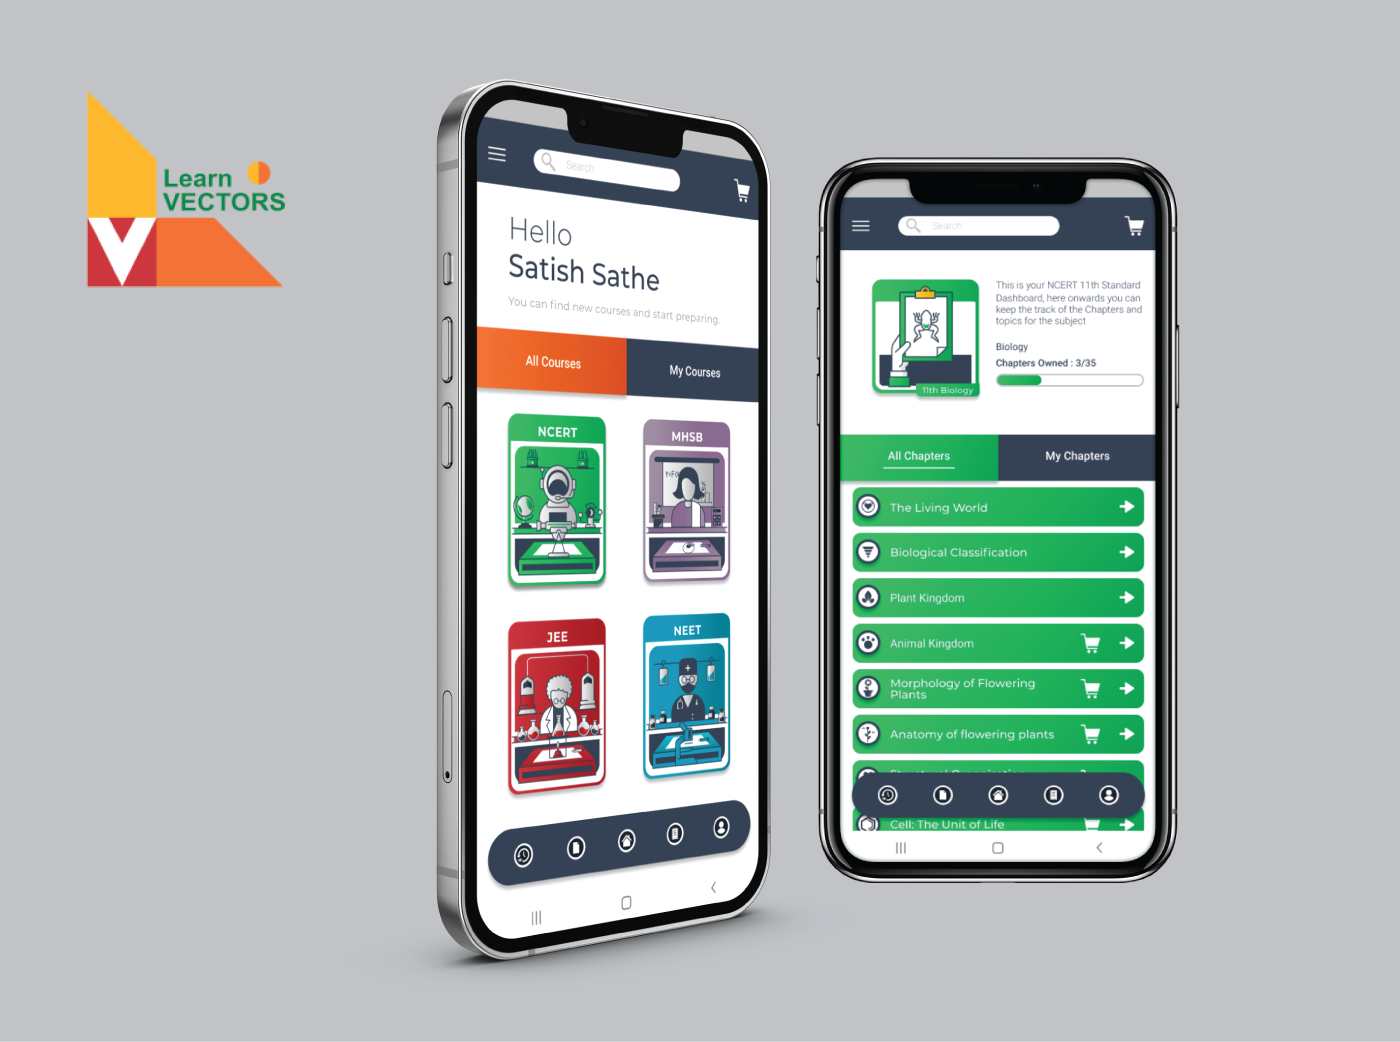 Learn
VECTORS
V
Search
Hello
Satish Sathe
You can find new courses and start preparing.
All Courses
My Courses
NCERT
MHSB
JEE
NEET
Search
This is your NCERT 11th Standard
Dashboard, here onwards you can
keep the track of the Chapters and
topics for the subject
Biology
Chapters Owned : 3/35
11th Biology
All Chapters
My Chapters
The Living World
Biological Classification
Plant Kingdom
Animal Kingdom
Morphology of Flowering
Plants
Anatomy of flowering plants
Cell: The Unit of Life